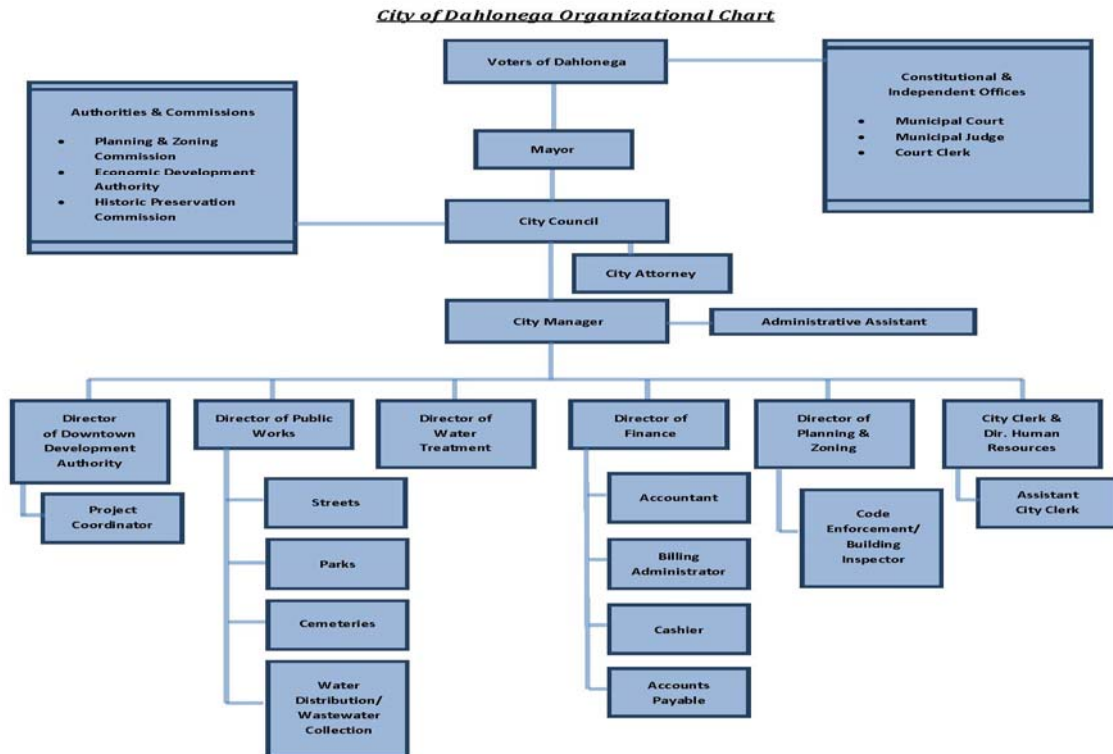 City of Dahlonega Organizational Chart
Voters of Dahlonega
Constitutional &
Independent Offices
• Municipal Court
• Municipal Judge
• Court Clerk
Authorities & Commissions
• Planning & Zoning
Commission
• Economic Development
Authority
• Historic Preservation
Commission
Mayor
City Council
City Attorney
City Manager
Administrative Assistant
Director
of Downtown
Development
Authority
Project
Coordinator
Director of Public
Works
Streets
Parks
Cemeteries
Water
Distribution/
Wastewater
Collection
Director of
Water
Treatment
Director of
Finance
Accountant
Billing
Administrator
Cashier
Accounts
Payable
Director of
Planning &
Zoning
Code
Enforcement/
Building
Inspector
City Clerk &
Dir. Human
Resources
Assistant
City Clerk